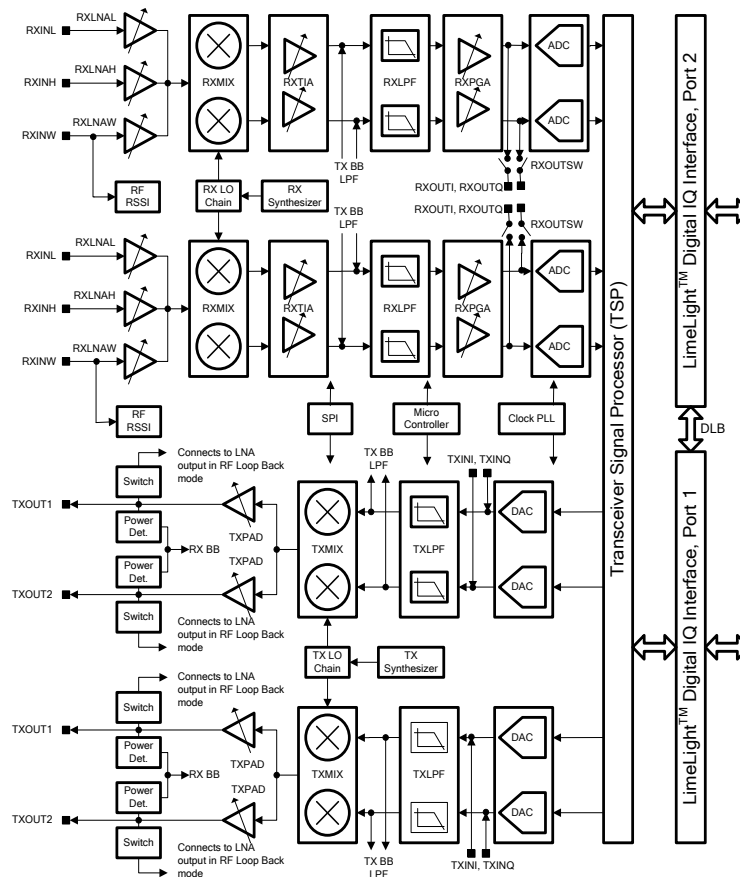 RXINL
RXLNAL
RXINH
RXLNAH
RXINW
RXLNAW
RF
RSSI
RXMIX
RXTIA
RXLPF
RXPGA
ADC
ADC
RX LO
Chain
RX
Synthesizer
TX BB
LPF
TX BB
LPF
RXOUTSW
RXOUTI, RXOUTQ
RXOUTI, RXOUTQ
RXOUTSW
RXINL
RXLNAL
RXINH
RXLNAH
RXINW
RXLNAW
RF
RSSI
RXMIX
RXTIA
RXLPF
RXPGA
ADC
ADC
SPI
Micro
Controller
Clock PLL
Connects to LNA
output in RF Loop Back
mode
Switch
TXOUT1
Power
Det.
RX BB
Power
Det.
TXOUT2
Switch
Connects to LNA
output in RF Loop Back
mode
TXPAD
TXPAD
TX BB
LPF
TXINI, TXINQ
TXMIX
TXLPF
DAC
DAC
TX LO
Chain
TX
Synthesizer
Connects to LNA
output in RF Loop Back
mode
Switch
TXOUT1
Power
Det.
RX BB
Power
Det.
TXOUT2
Switch
Connects to LNA
output in RF Loop Back
mode
TXPAD
TXPAD
TXMIX
TXLPF
DAC
DAC
TX BB
LPF
TXINI, TXINQ
Transceiver Signal Processor (TSP)
LimeLight™ Digital IQ Interface, Port 2
DLB
LimeLight™ Digital IQ Interface, Port 1